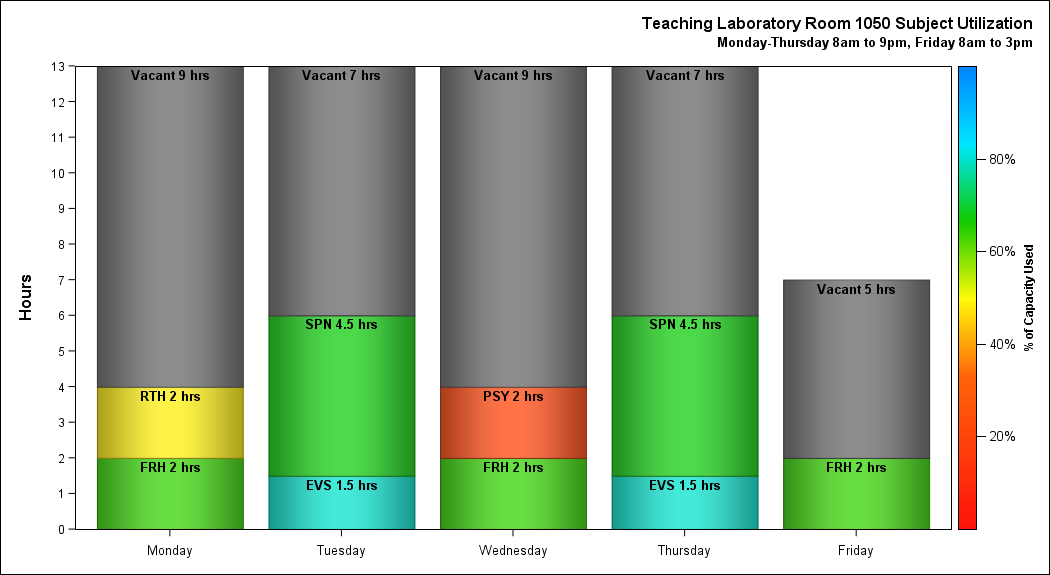 Teaching Laboratory Room 1050 Subject Utilization
Monday-Thursday 8am to 9pm, Friday 8am to 3pm
Hours
13
12
11
10
9
8
7
6
5
4
3
2
1
0
Vacant 9 hrs
RTH 2 hrs
FRH 2 hrs
Vacant 7 hrs
SPN 4.5 hrs
EVS 1.5 hrs
Vacant 9 hrs
PSY 2 hrs
FRH 2 hrs
Vacant 7 hrs
SPN 4.5 hrs
EVS 1.5 hrs
Vacant 5 hrs
FRH 2 hrs
Monday
Tuesday
Wednesday
Thursday
Friday
80%
60%
40%
20%
% of Capacity Used